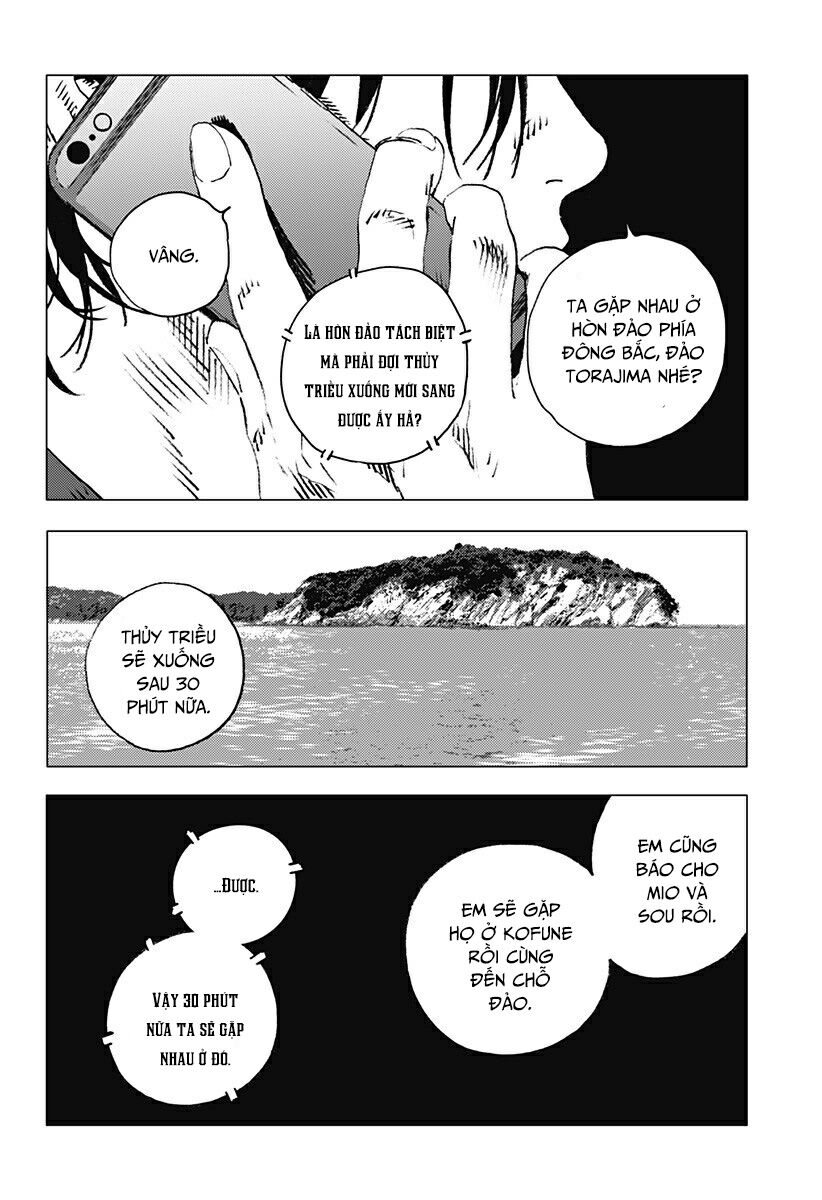 TA GẶP NHAU Ở
HÒN ĐẢO PHÍA
ĐÔNG BẮC, ĐẢO
TORAJIMA NHÉ?
LÀ HÒN ĐẢO TÁCH BIỆT
MÀ PHẢI ĐỢI THỦY
TRIỀU XUỐNG MỚI SANG
ĐƯỢC ẤY HẢ?
VÂNG.
THỦY TRIỀU
SẼ XUỐNG
SAU 30
PHÚT NỮA.
EM CŨNG
BÁO CHO
MIO VÀ
SOU RỒI.
EM SẼ GẶP
HỌ Ở KOFUNE
RỒI CÙNG
ĐẾN CHỖ
ĐẢO.
...ĐƯỢC.
VẬY 30 PHÚT
NỮA TA SẼ GẶP
NHAU Ở ĐÓ.